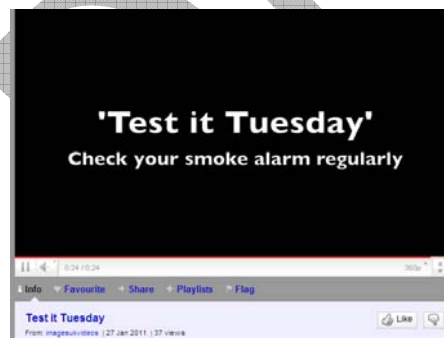 'Test it Tuesday'
Check your smoke alarm regularly
0:24 / 0:24
360p
Info Favourite Share Playlists Flag
Test it Tuesday
Like
From: imagesukvideos | 27 Jan 2011 | 37 views